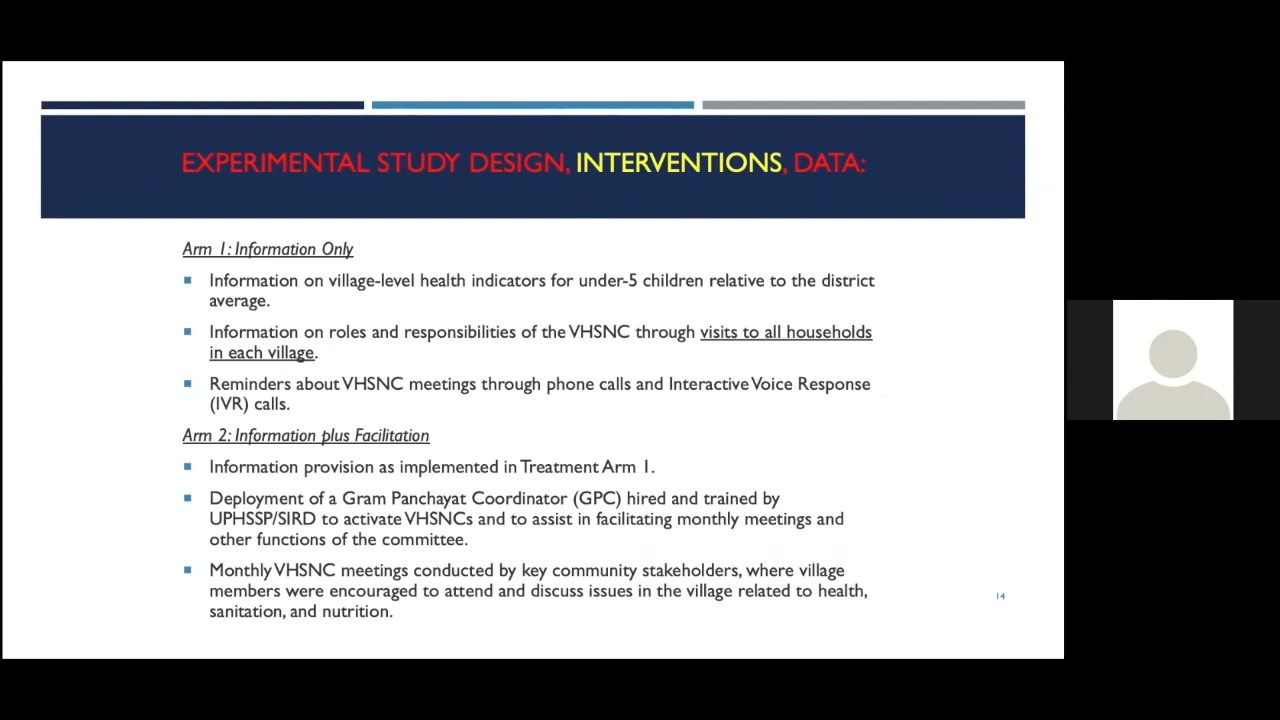 EXPERIMENTAL STUDY DESIGN, INTERVENTIONS, DATA:
Arm 1: Information Only
Information on village-level health indicators for under-5 children relative to the district
average.
Information on roles and responsibilities of the VHSNC through visits to all households
in each village.
Reminders about VHSNC meetings through phone calls and Interactive Voice Response
(IVR) calls.
Arm 2: Information plus Facilitation
Information provision as implemented in Treatment Arm 1.
Deployment of a Gram Panchayat Coordinator (GPC) hired and trained by
UPHSSP/SIRD to activate VHSNCs and to assist in facilitating monthly meetings and
other functions of the committee.
Monthly VHSNC meetings conducted by key community stakeholders, where village
members were encouraged to attend and discuss issues in the village related to health,
sanitation, and nutrition.
14